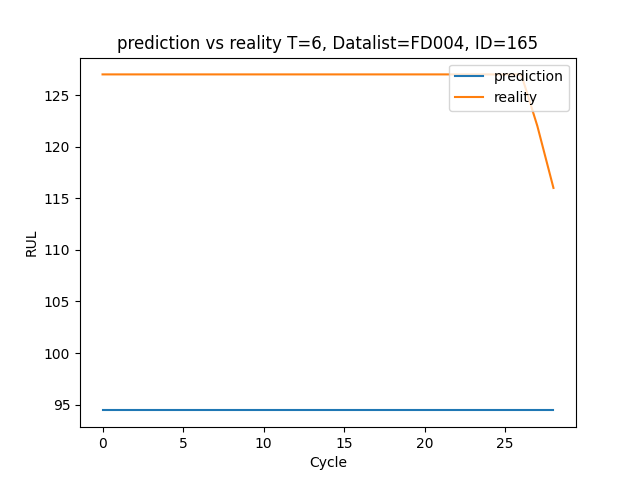 prediction vs reality T=6, Datalist=FD004, ID=165
prediction
reality
125
120
115
110
105
100
95
RUL
0 5 10 15 20 25
Cycle